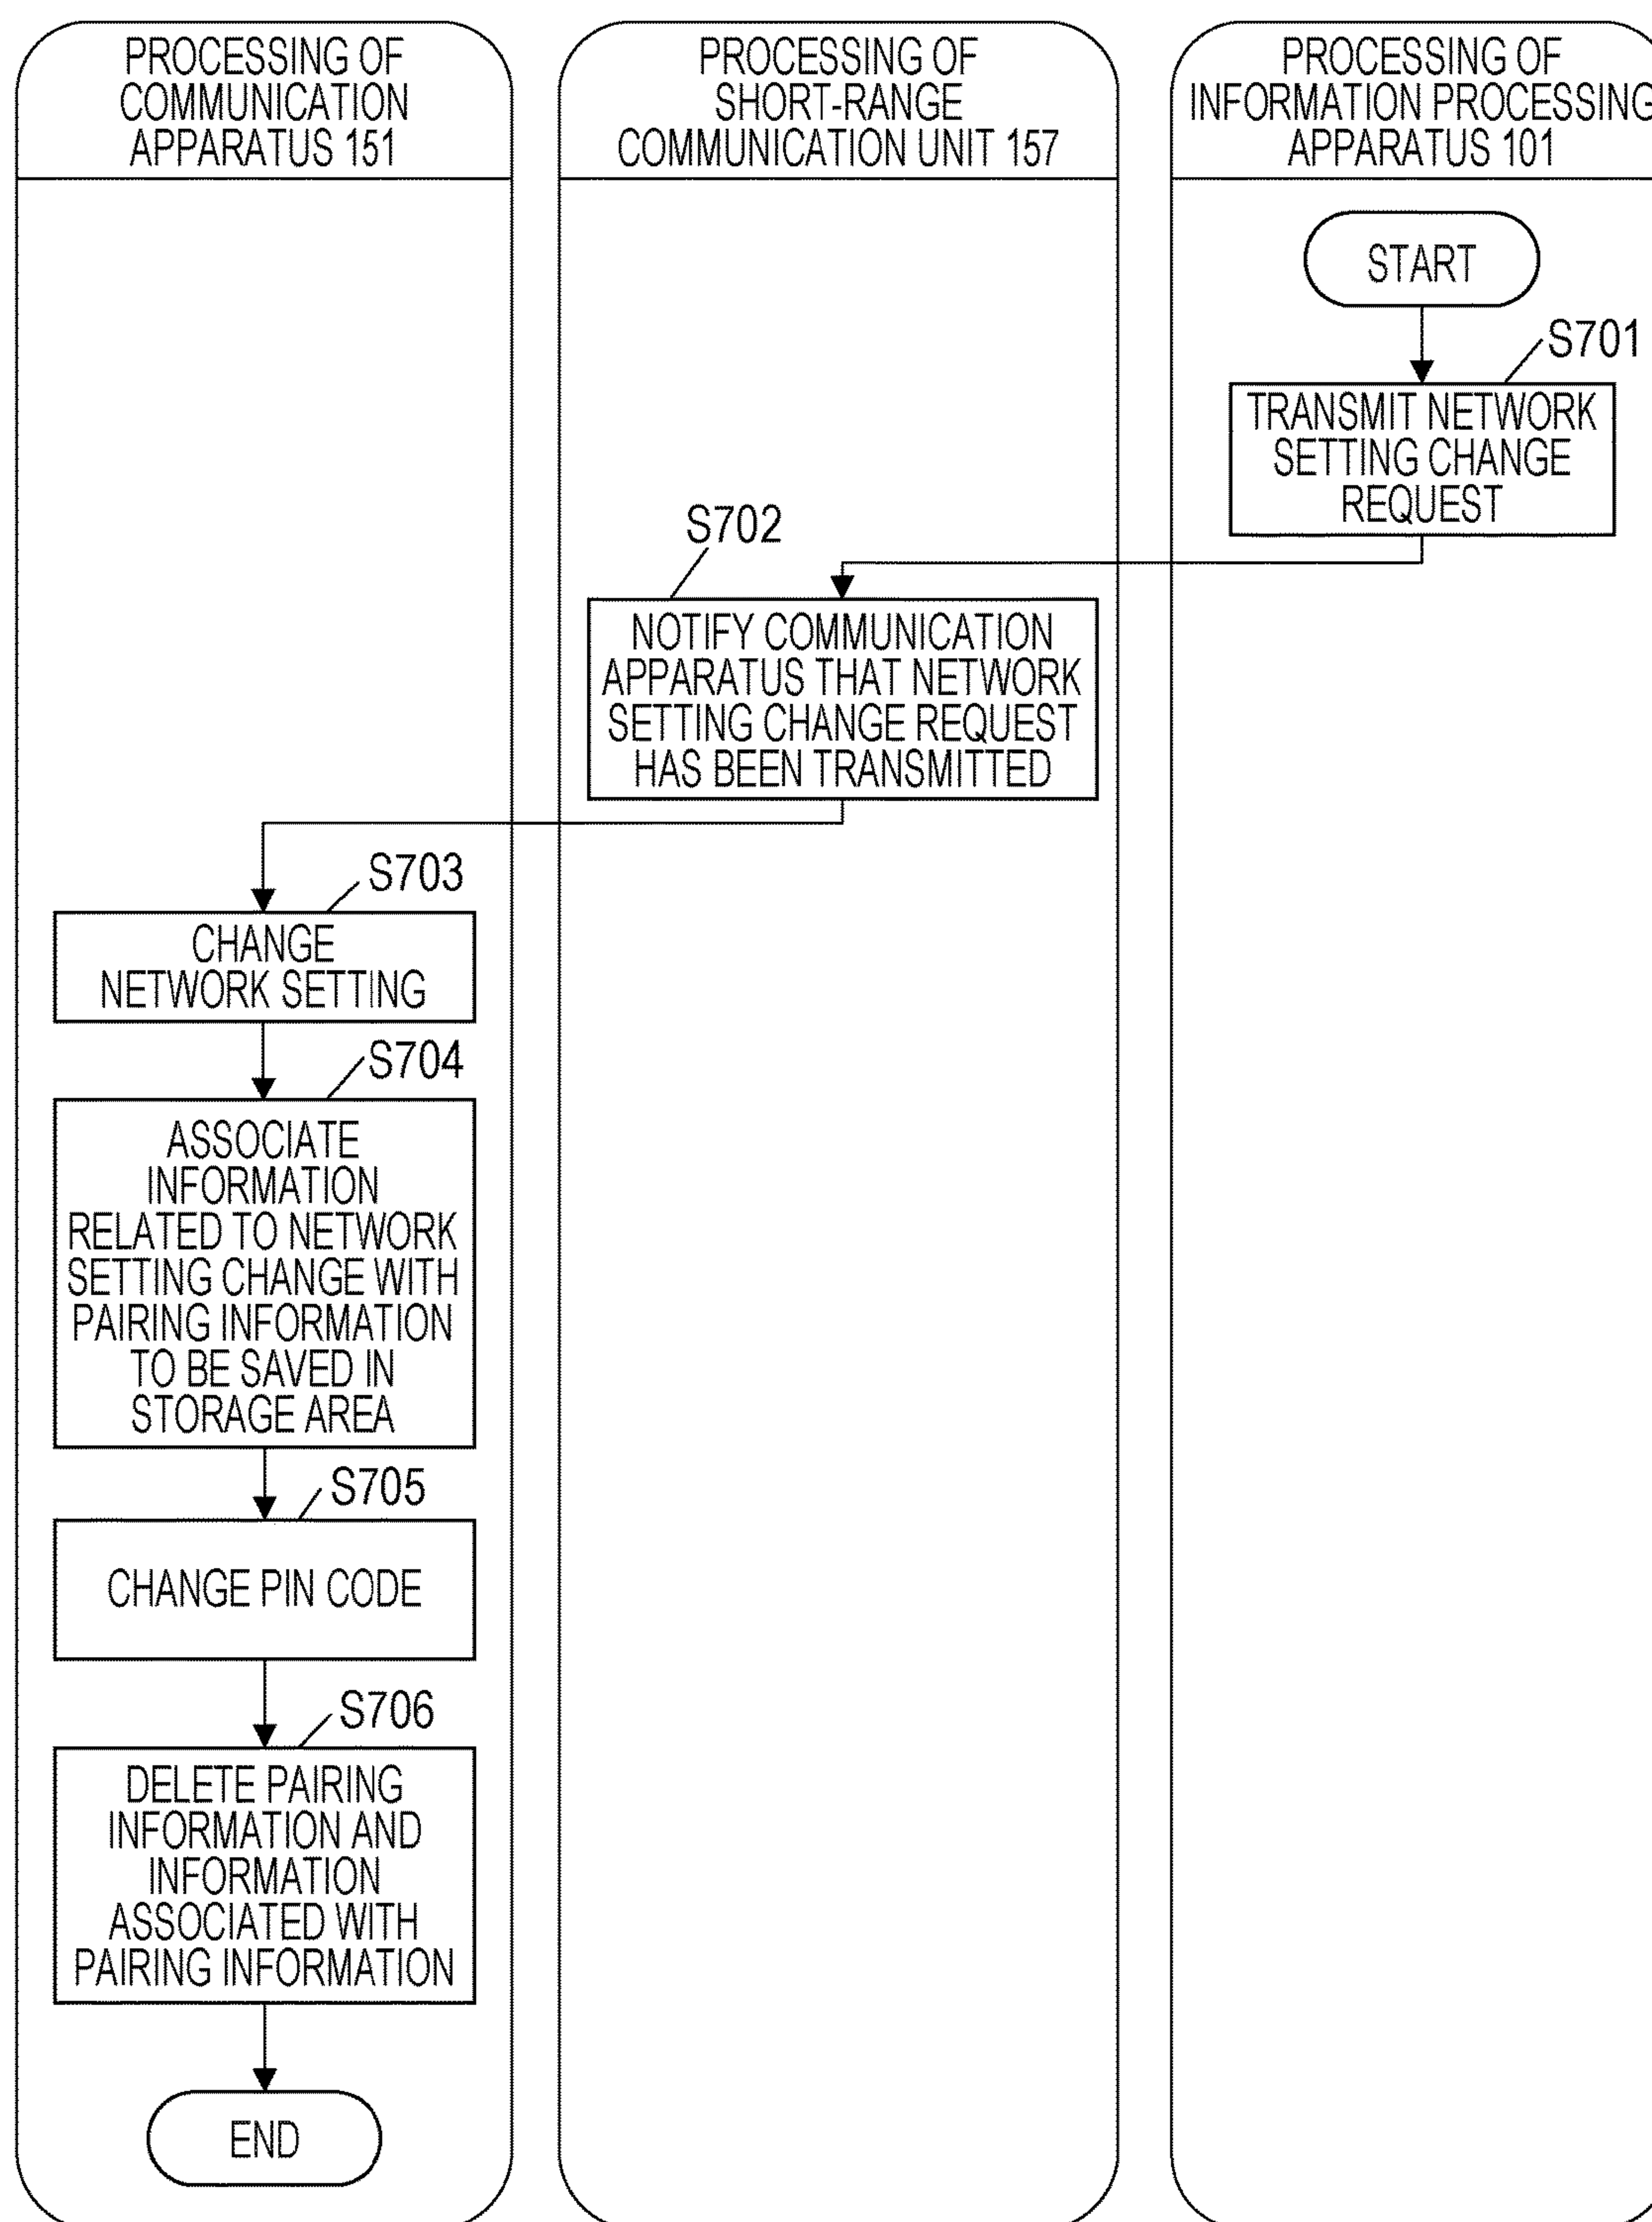 PROCESSING OF
COMMUNICATION
APPARATUS 151
PROCESSING OF
SHORT-RANGE
COMMUNICATION UNIT 157
PROCESSING OF
INFORMATION PROCESSING
APPARATUS 101
START
S701
TRANSMIT NETWORK
SETTING CHANGE
REQUEST
S702
NOTIFY COMMUNICATION
APPARATUS THAT NETWORK
SETTING CHANGE REQUEST
HAS BEEN TRANSMITTED
S703
CHANGE
NETWORK SETTING
S704
ASSOCIATE
INFORMATION
RELATED TO NETWORK
SETTING CHANGE WITH
PAIRING INFORMATION
TO BE SAVED IN
STORAGE AREA
S705
CHANGE PIN CODE
S706
DELETE PAIRING
INFORMATION AND
INFORMATION
ASSOCIATED WITH
PAIRING INFORMATION
END